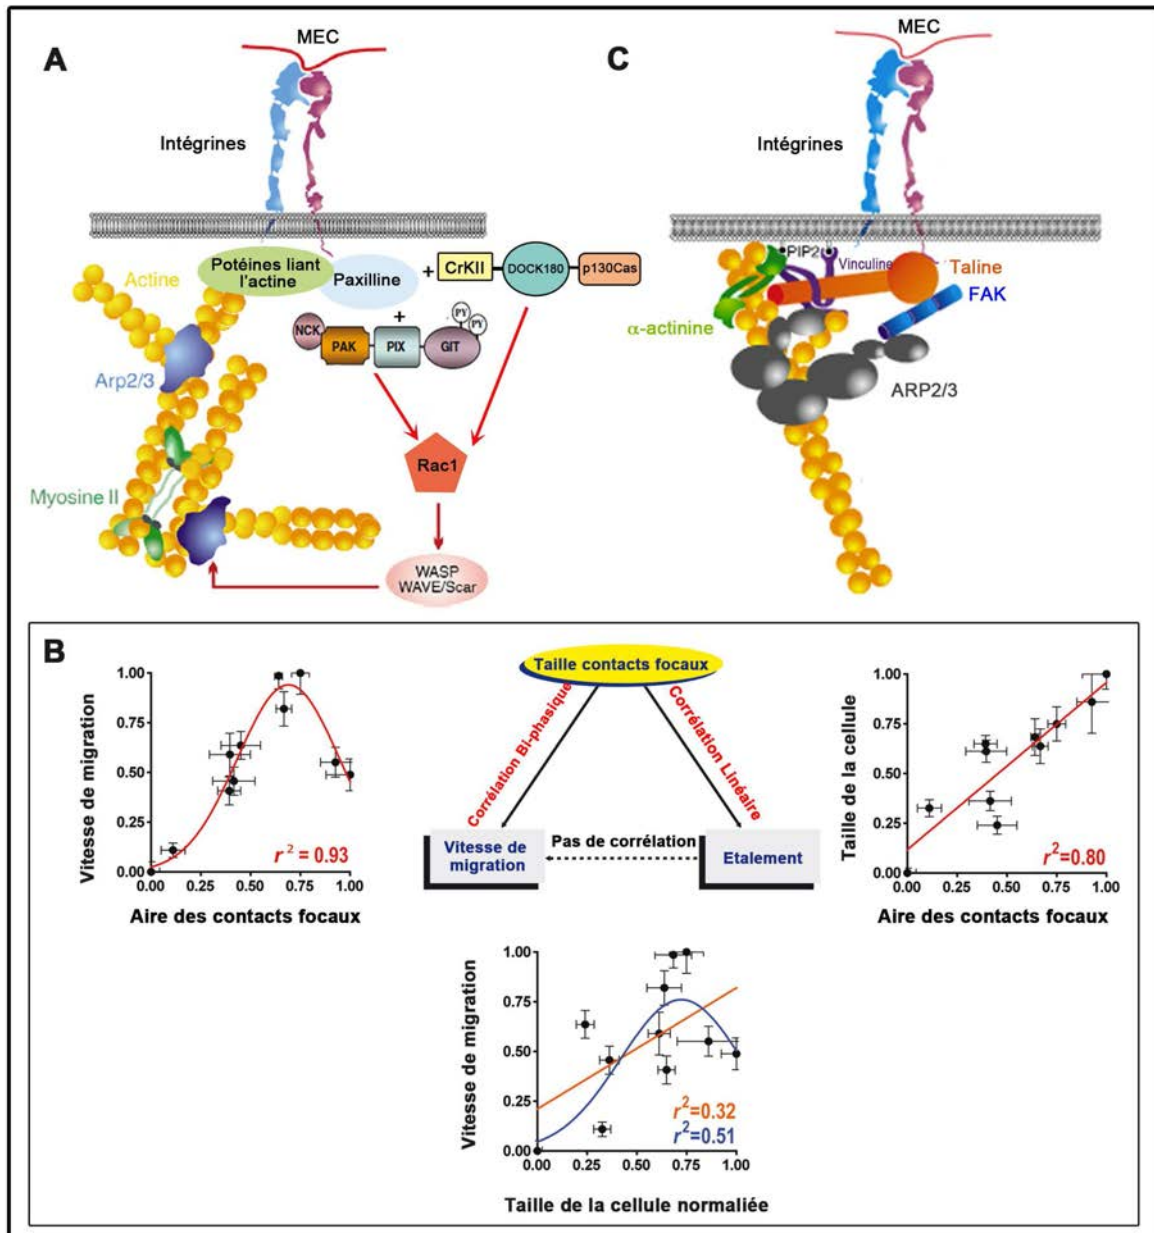 A
MEC
Intégrines
Potéines liant
l'actine
Paxilline
+
CrKII
DOCK180
p130Cas
+
NCK
PAK
PIX
GIT
PY
PY
Actine
Arp2/3
Myosine II
Rac1
WASP
WAVE/Scar
C
MEC
Intégrines
PIP2
Vinculine
Taline
FAK
α-actinine
ARP2/3
B
Vitesse de migration
1.00
0.75
0.50
0.25
0.00
0.00
0.25
0.50
0.75
1.00
r² = 0.93
Aire des contacts focaux
Taille contacts focaux
Corrélation Bi-phasique
Corrélation Linéaire
Vitesse de
migration
Pas de corrélation
Etalement
Taille de la cellule
1.00
0.75
0.50
0.25
0.00
0.00
0.25
0.50
0.75
1.00
r²=0.80
Aire des contacts focaux
Vitesse de migration
1.00
0.75
0.50
0.25
0.00
0.00
0.25
0.50
0.75
1.00
r²=0.32
r²=0.51
Taille de la cellule normaliée